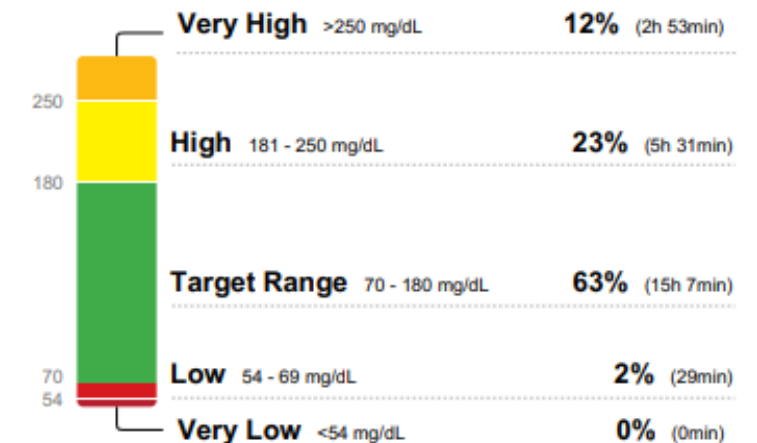 Very High >250 mg/dL 12% (2h 53min)
250
High 181 - 250 mg/dL 23% (5h 31min)
180
Target Range 70 - 180 mg/dL 63% (15h 7min)
70
Low 54 - 69 mg/dL 2% (29min)
54
Very Low <54 mg/dL 0% (0min)